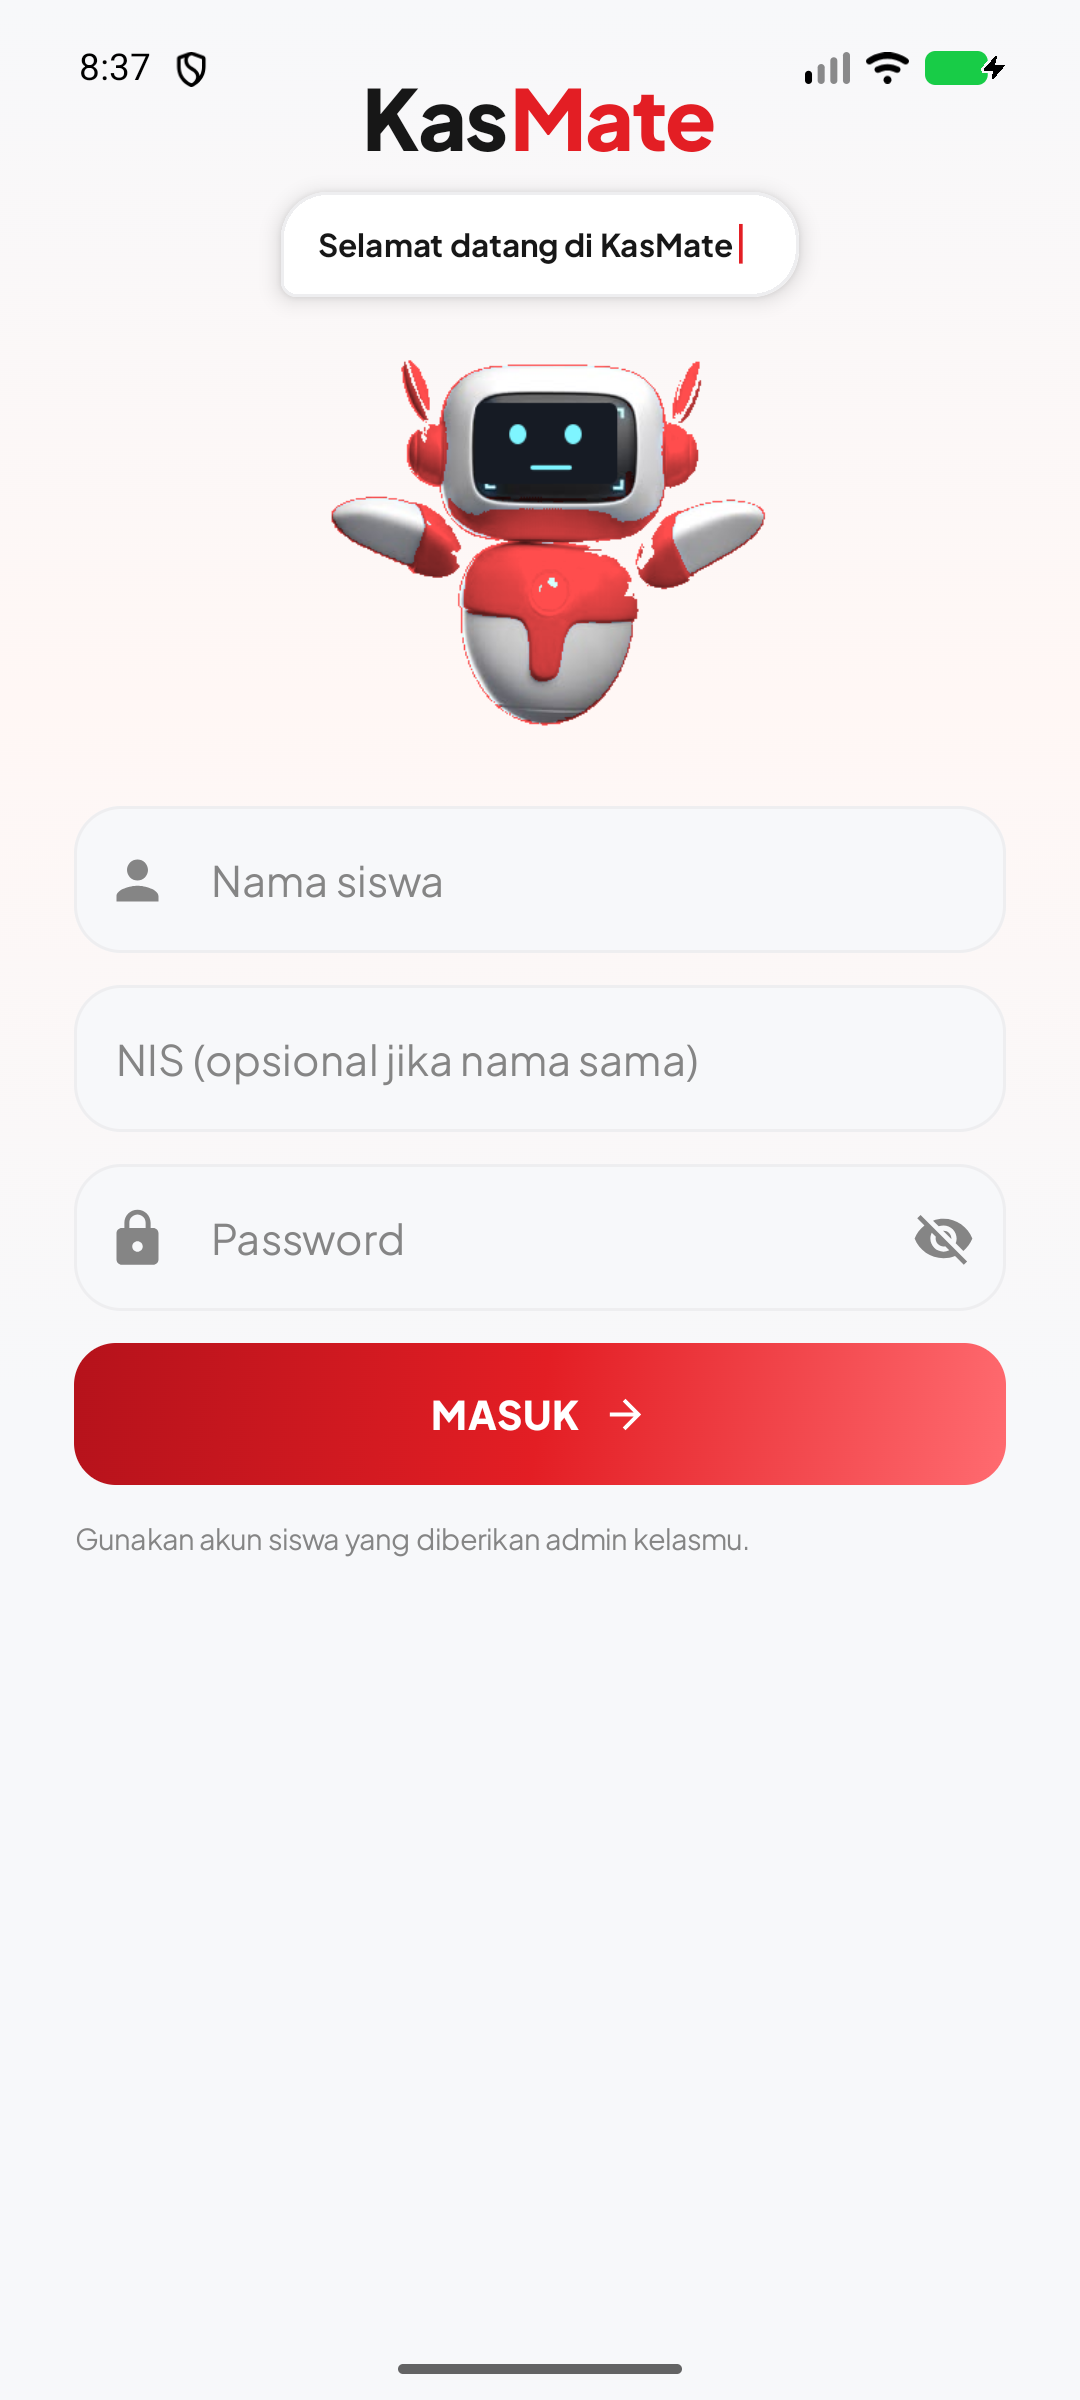 8:37
KasMate
Selamat datang di KasMate
Nama siswa
NIS (opsional jika nama sama)
Password
MASUK →
Gunakan akun siswa yang diberikan admin kelasmu.